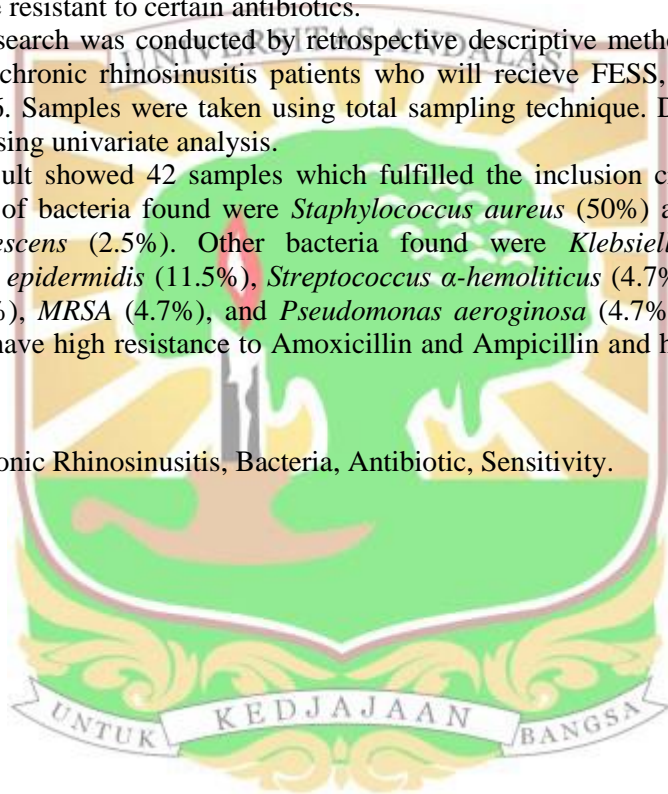 e resistant to certain antibiotics.
search was conducted by retrospective descriptive metho
UNIVERSITAS ANDALAS
chronic rhinosinusitis patients who will recieve FESS,
5. Samples were taken using total sampling technique. D
sing univariate analysis.
ult showed 42 samples which fulfilled the inclusion c
of bacteria found were Staphylococcus aureus (50%) a
escens (2.5%). Other bacteria found were Klebsiell
epidermidis (11.5%), Streptococcus α-hemoliticus (4.7%
%), MRSA (4.7%), and Pseudomonas aeroginosa (4.7%
have high resistance to Amoxicillin and Ampicillin and h
onic Rhinosinusitis, Bacteria, Antibiotic, Sensitivity.
UNTUK KEDJAJAAN BANGSA